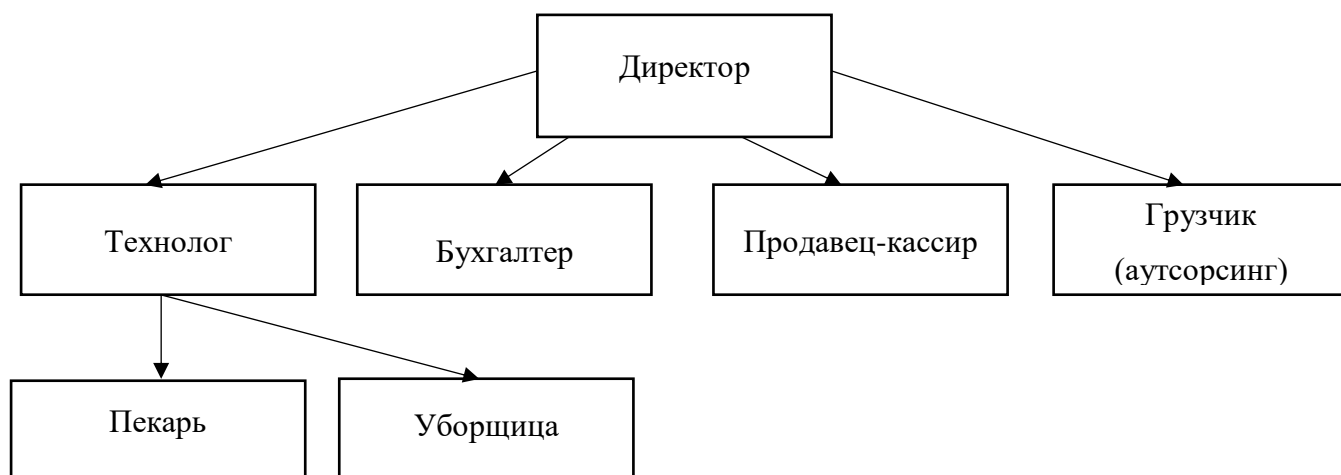 Директор
Технолог
Бухгалтер
Продавец-кассир
Грузчик
(аутсорсинг)
Пекарь
Уборщица